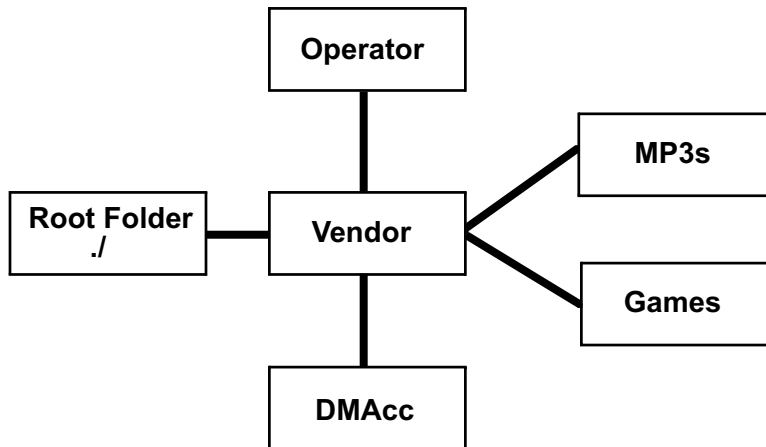 Operator
MP3s
Root Folder
./
Vendor
Games
DMAcc